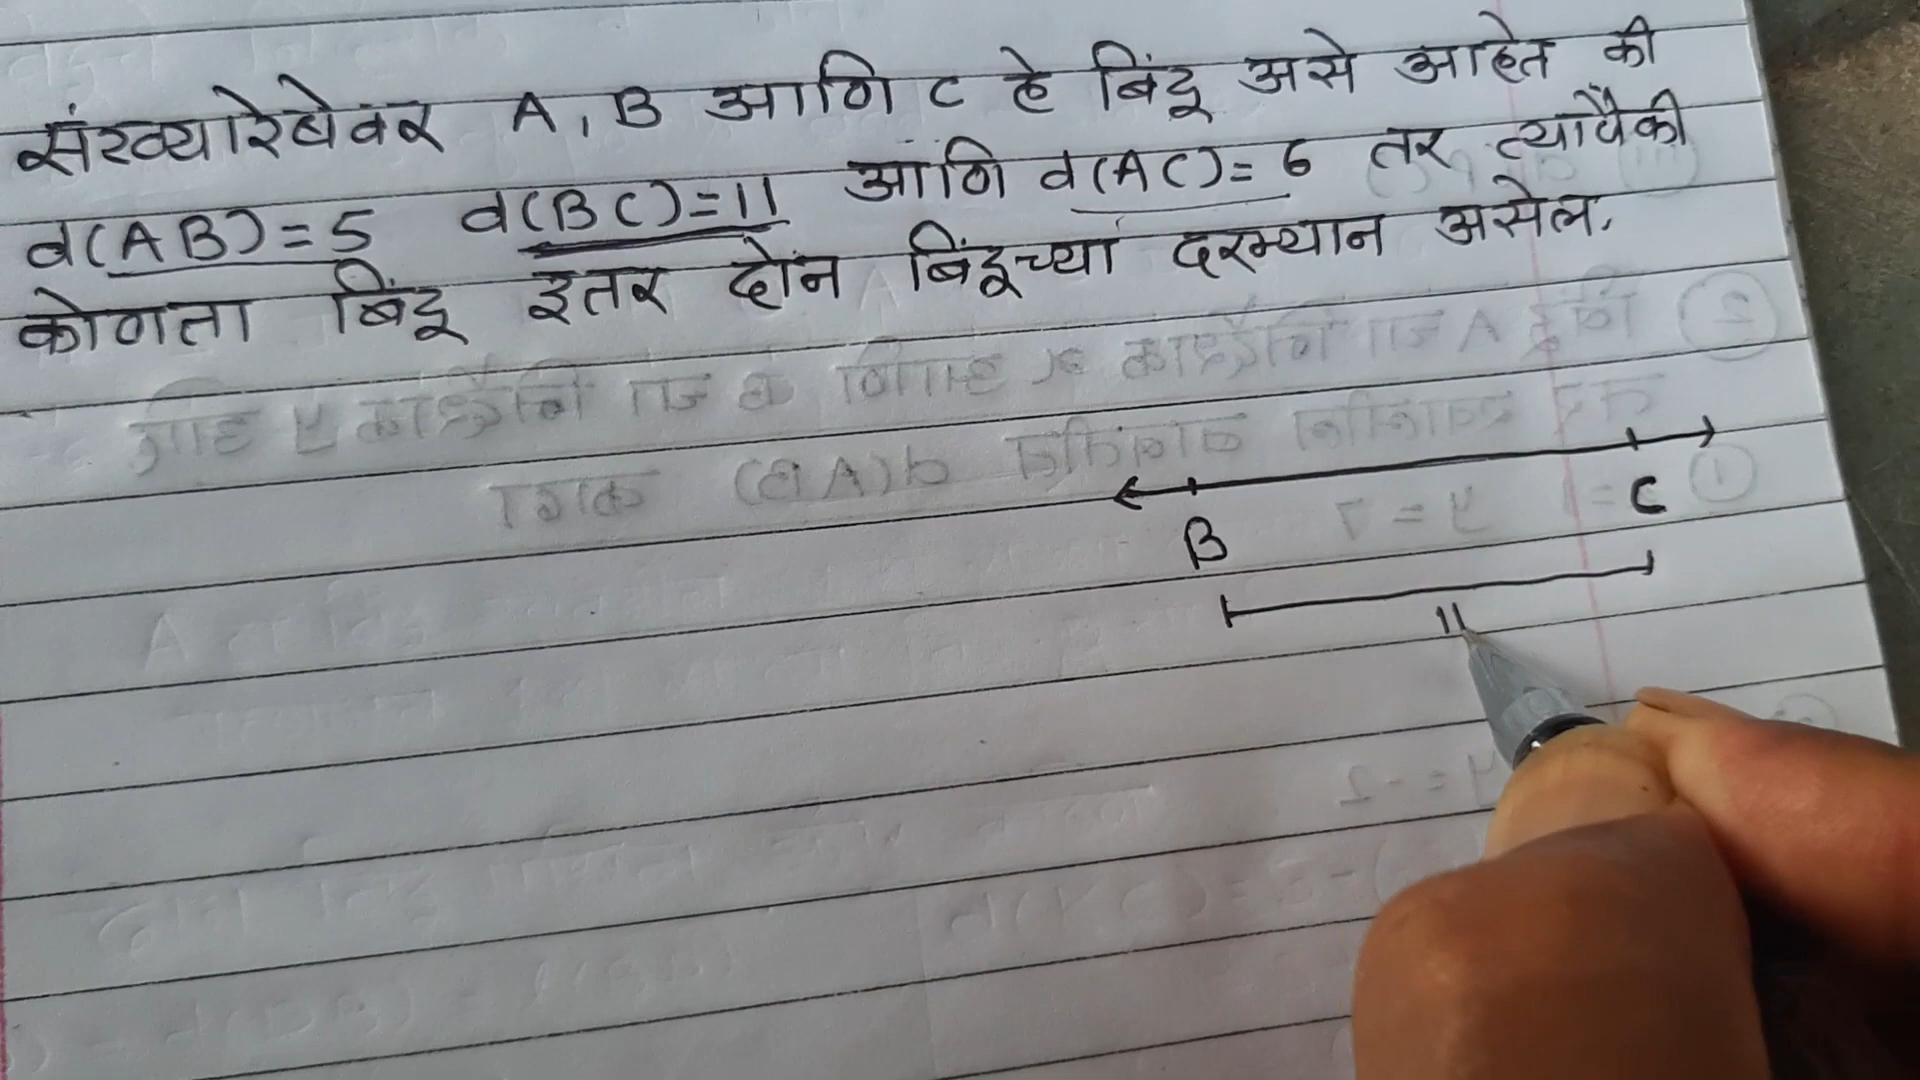 संख्यारेषेवर A, B आणि C हे बिंदू असे आहेत की
d(AB)=5 d(BC)=11 आणि d(AC)=6 तर त्यांपैकी
कोणता बिंदू इतर दोन बिंदूच्या दरम्यान असेल.
B C
11